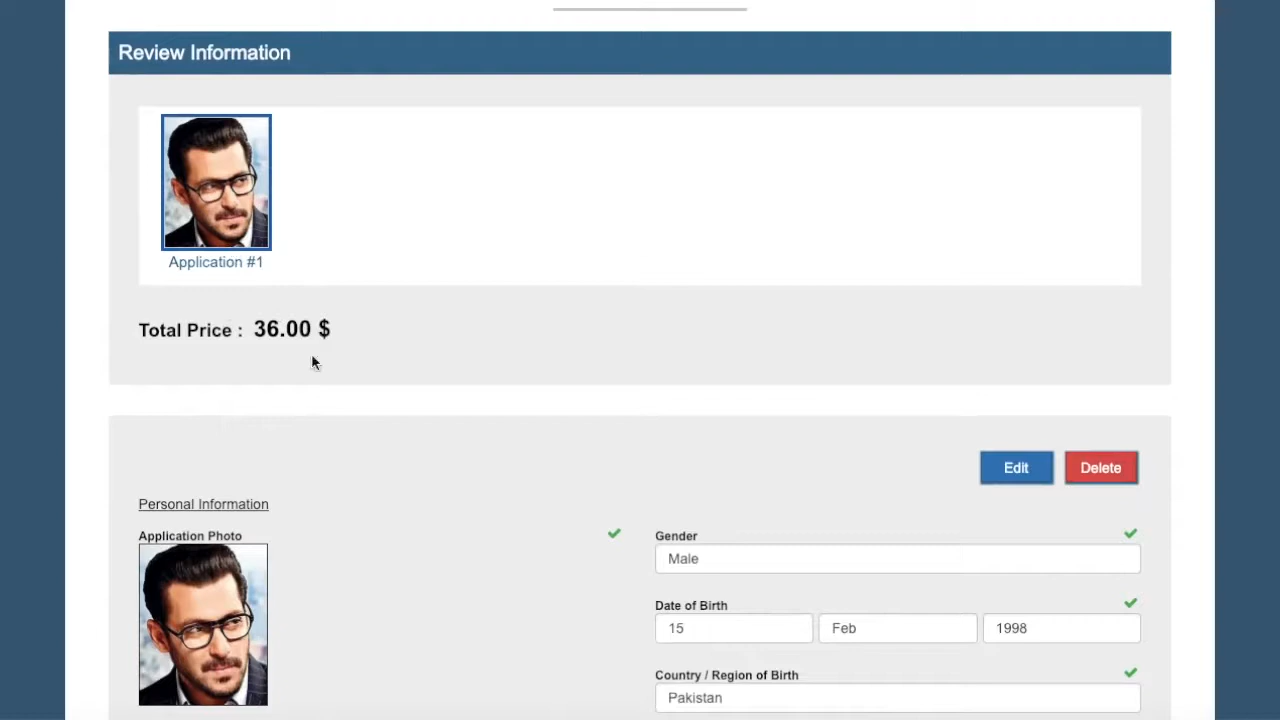 Review Information
Application #1
Total Price : 36.00 $
Edit Delete
Personal Information
Application Photo
Gender
Male
Date of Birth
15 Feb 1998
Country / Region of Birth
Pakistan